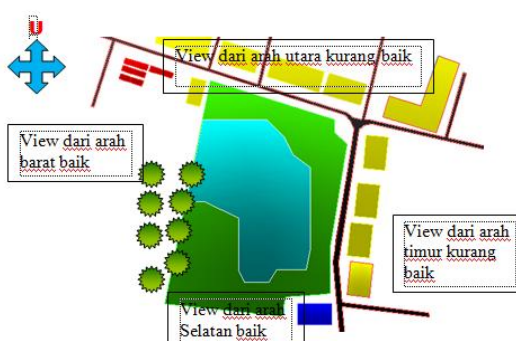 U
View dari arah utara kurang baik
View dari arah
barat baik
View dari arah
timur kurang
baik
View dari arah
Selatan baik